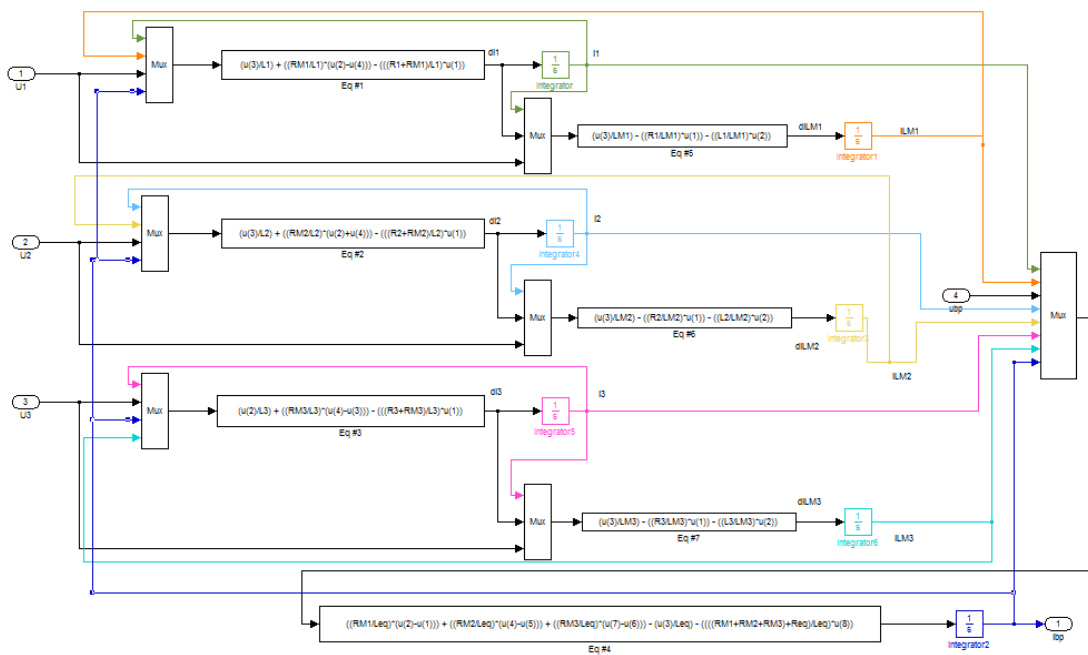 1
U1
Mux
(u(3)/L1) + ((RM1/L1)*(u(2)-u(4))) - (((R1+RM1)/L1)*u(1))
Eq #1
dI1
1
s
Integrator
I1
Mux
(u(3)/LM1) - ((R1/LM1)*u(1)) - ((L1/LM1)*u(2))
Eq #5
dILM1
1
s
Integrator1
ILM1
2
U2
Mux
(u(3)/L2) + ((RM2/L2)*(u(2)+u(4))) - (((R2+RM2)/L2)*u(1))
Eq #2
dI2
1
s
Integrator4
I2
Mux
(u(3)/LM2) - ((R2/LM2)*u(1)) - ((L2/LM2)*u(2))
Eq #6
dILM2
1
s
Integrator3
ILM2
4
ubp
Mux
3
U3
Mux
(u(2)/L3) + ((RM3/L3)*(u(4)-u(3))) - (((R3+RM3)/L3)*u(1))
Eq #3
dI3
1
s
Integrator5
I3
Mux
(u(3)/LM3) - ((R3/LM3)*u(1)) - ((L3/LM3)*u(2))
Eq #7
dILM3
1
s
Integrator6
ILM3
((RM1/Leq)*(u(2)-u(1))) + ((RM2/Leq)*(u(4)-u(5))) + ((RM3/Leq)*(u(7)-u(6))) - (u(3)/Leq) - ((((RM1+RM2+RM3)+Req)/Leq)*u(8))
Eq #4
1
s
Integrator2
1
Ibp